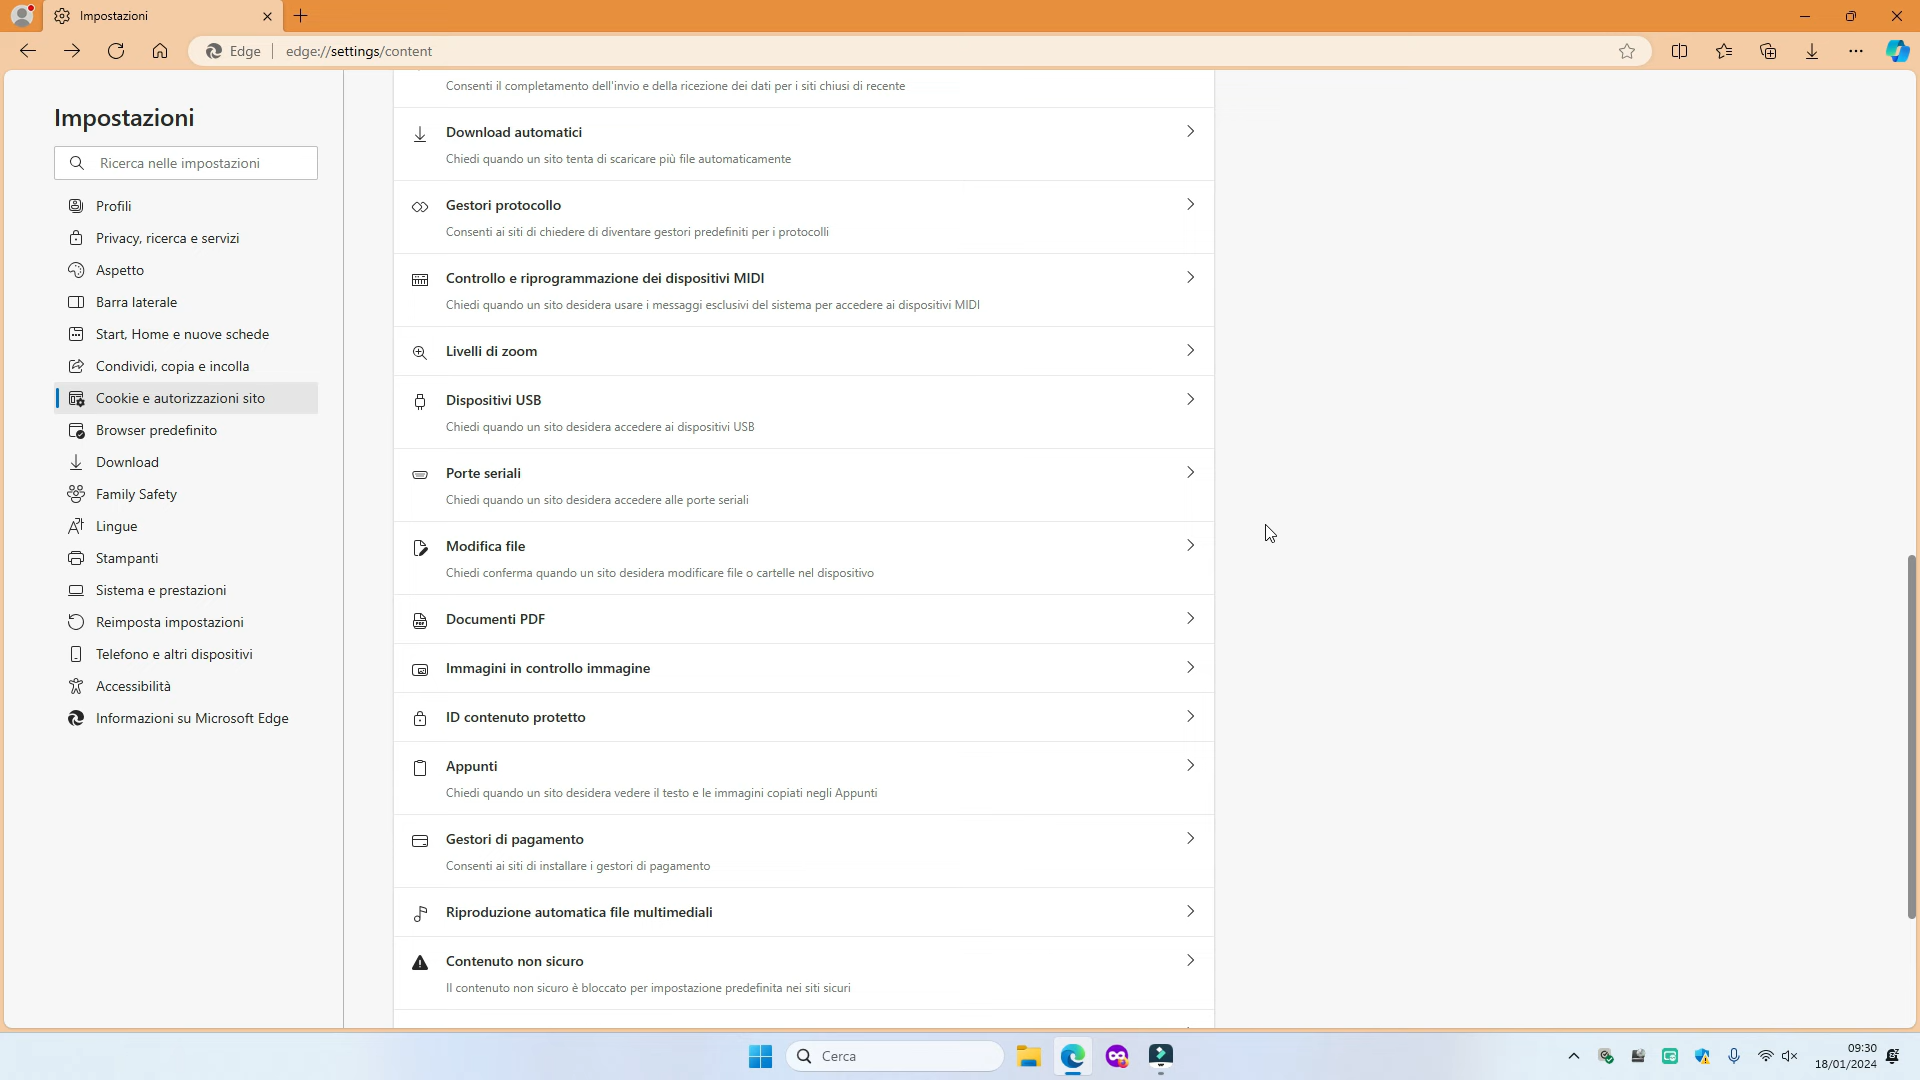 Impostazioni
Edge
edge://settings/content
Impostazioni
Ricerca nelle impostazioni
Profili
Privacy, ricerca e servizi
Aspetto
Barra laterale
Start, Home e nuove schede
Condividi, copia e incolla
Cookie e autorizzazioni sito
Browser predefinito
Download
Family Safety
Lingue
Stampanti
Sistema e prestazioni
Reimposta impostazioni
Telefono e altri dispositivi
Accessibilità
Informazioni su Microsoft Edge
Consenti il completamento dell'invio e della ricezione dei dati per i siti chiusi di recente
Download automatici
Chiedi quando un sito tenta di scaricare più file automaticamente
Gestori protocollo
Consenti ai siti di chiedere di diventare gestori predefiniti per i protocolli
Controllo e riprogrammazione dei dispositivi MIDI
Chiedi quando un sito desidera usare i messaggi esclusivi del sistema per accedere ai dispositivi MIDI
Livelli di zoom
Dispositivi USB
Chiedi quando un sito desidera accedere ai dispositivi USB
Porte seriali
Chiedi quando un sito desidera accedere alle porte seriali
Modifica file
Chiedi conferma quando un sito desidera modificare file o cartelle nel dispositivo
Documenti PDF
Immagini in controllo immagine
ID contenuto protetto
Appunti
Chiedi quando un sito desidera vedere il testo e le immagini copiati negli Appunti
Gestori di pagamento
Consenti ai siti di installare i gestori di pagamento
Riproduzione automatica file multimediali
Contenuto non sicuro
Il contenuto non sicuro è bloccato per impostazione predefinita nei siti sicuri
Cerca
09:30
18/01/2024